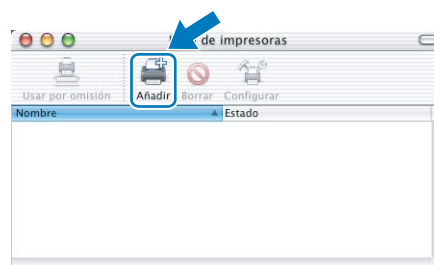 de impresoras
Usar por omisión Añadir Borrar Configurar
Nombre Estado